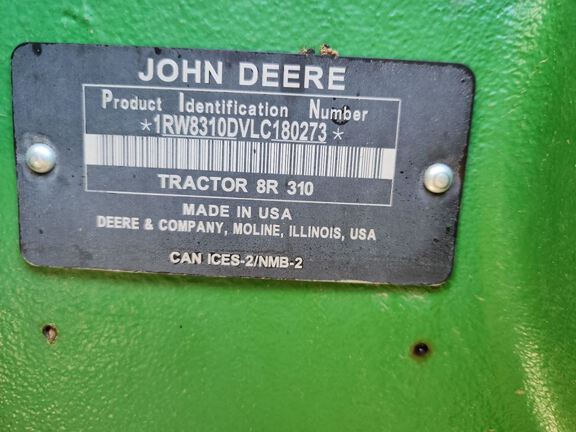 JOHN DEERE
Product Identification Number
*1RW8310DVLC180273*
TRACTOR 8R 310
MADE IN USA
DEERE & COMPANY, MOLINE, ILLINOIS, USA
CAN ICES-2/NMB-2